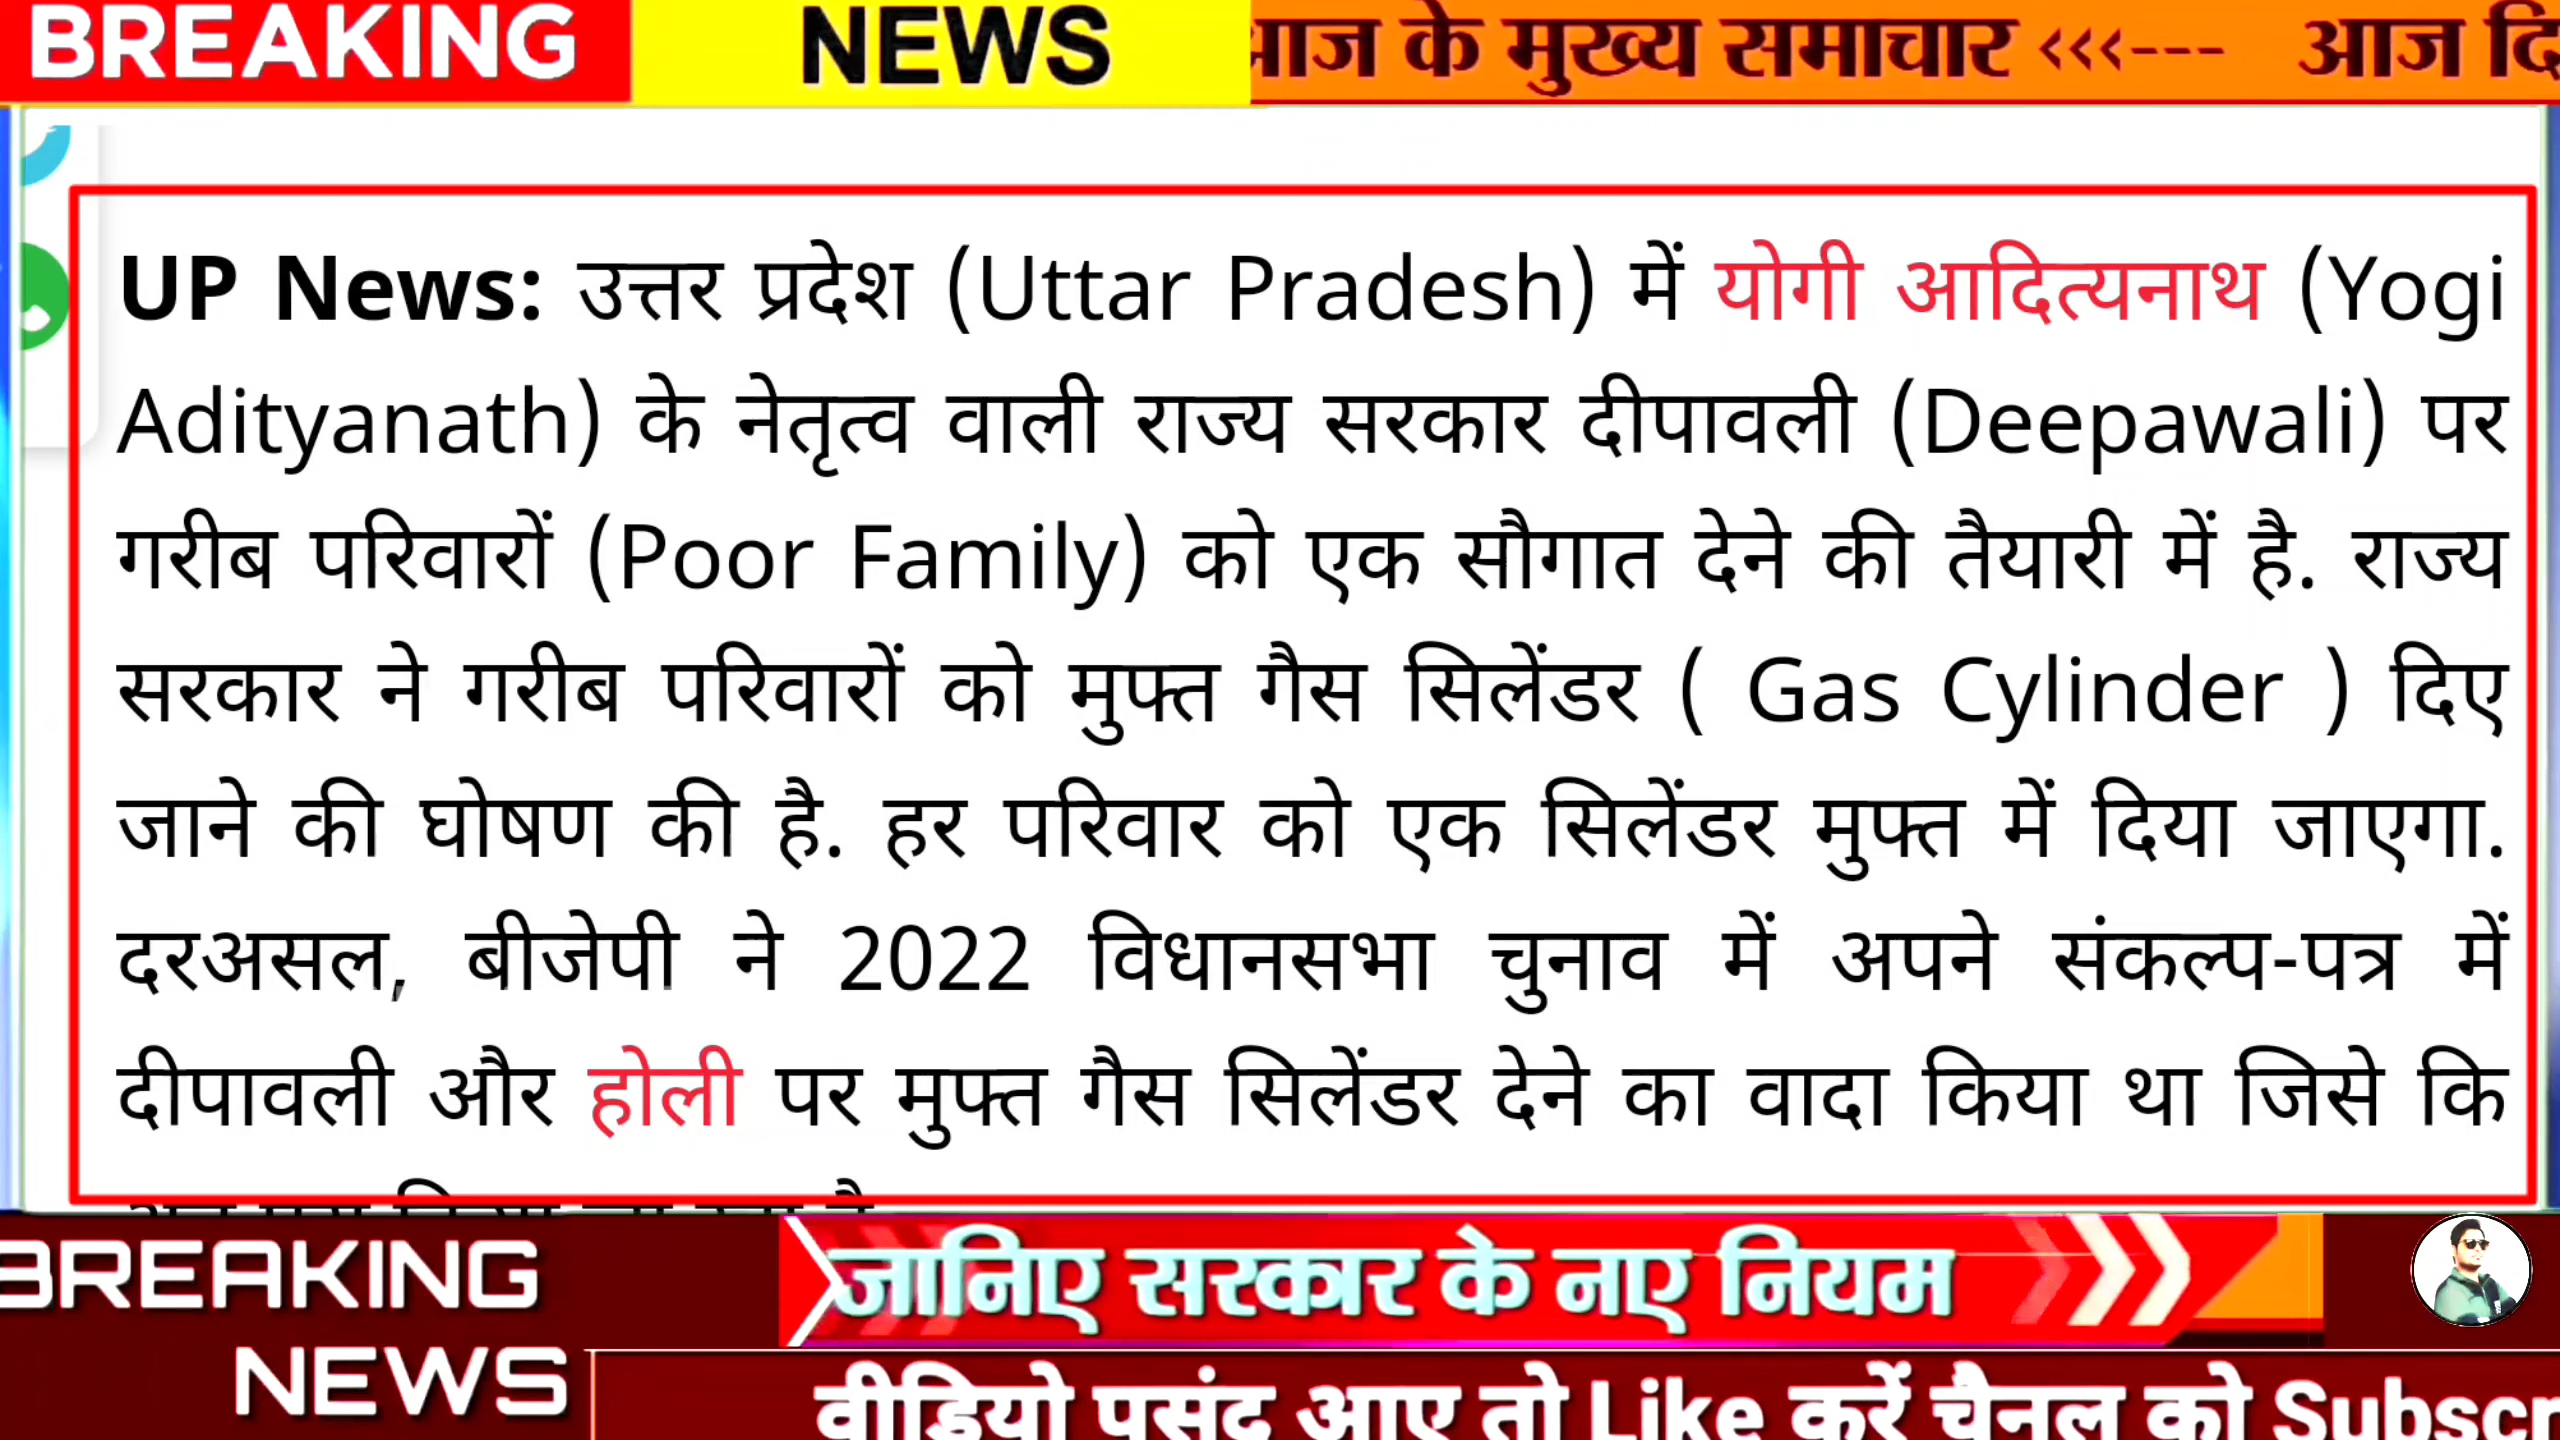 BREAKING NEWS आज के मुख्य समाचार <<<--- आज
UP News: उत्तर प्रदेश (Uttar Pradesh) में योगी आदित्यनाथ (Yogi
Adityanath) के नेतृत्व वाली राज्य सरकार दीपावली (Deepawali) पर
गरीब परिवारों (Poor Family) को एक सौगात देने की तैयारी में है. राज्य
सरकार ने गरीब परिवारों को मुफ्त गैस सिलेंडर ( Gas Cylinder ) दिए
जाने की घोषण की है. हर परिवार को एक सिलेंडर मुफ्त में दिया जाएगा.
दरअसल, बीजेपी ने 2022 विधानसभा चुनाव में अपने संकल्प-पत्र में
दीपावली और होली पर मुफ्त गैस सिलेंडर देने का वादा किया था जिसे कि
BREAKING
NEWS
जानिए सरकार के नए नियम
वीडियो पसंद आए तो Like करें चैनल को